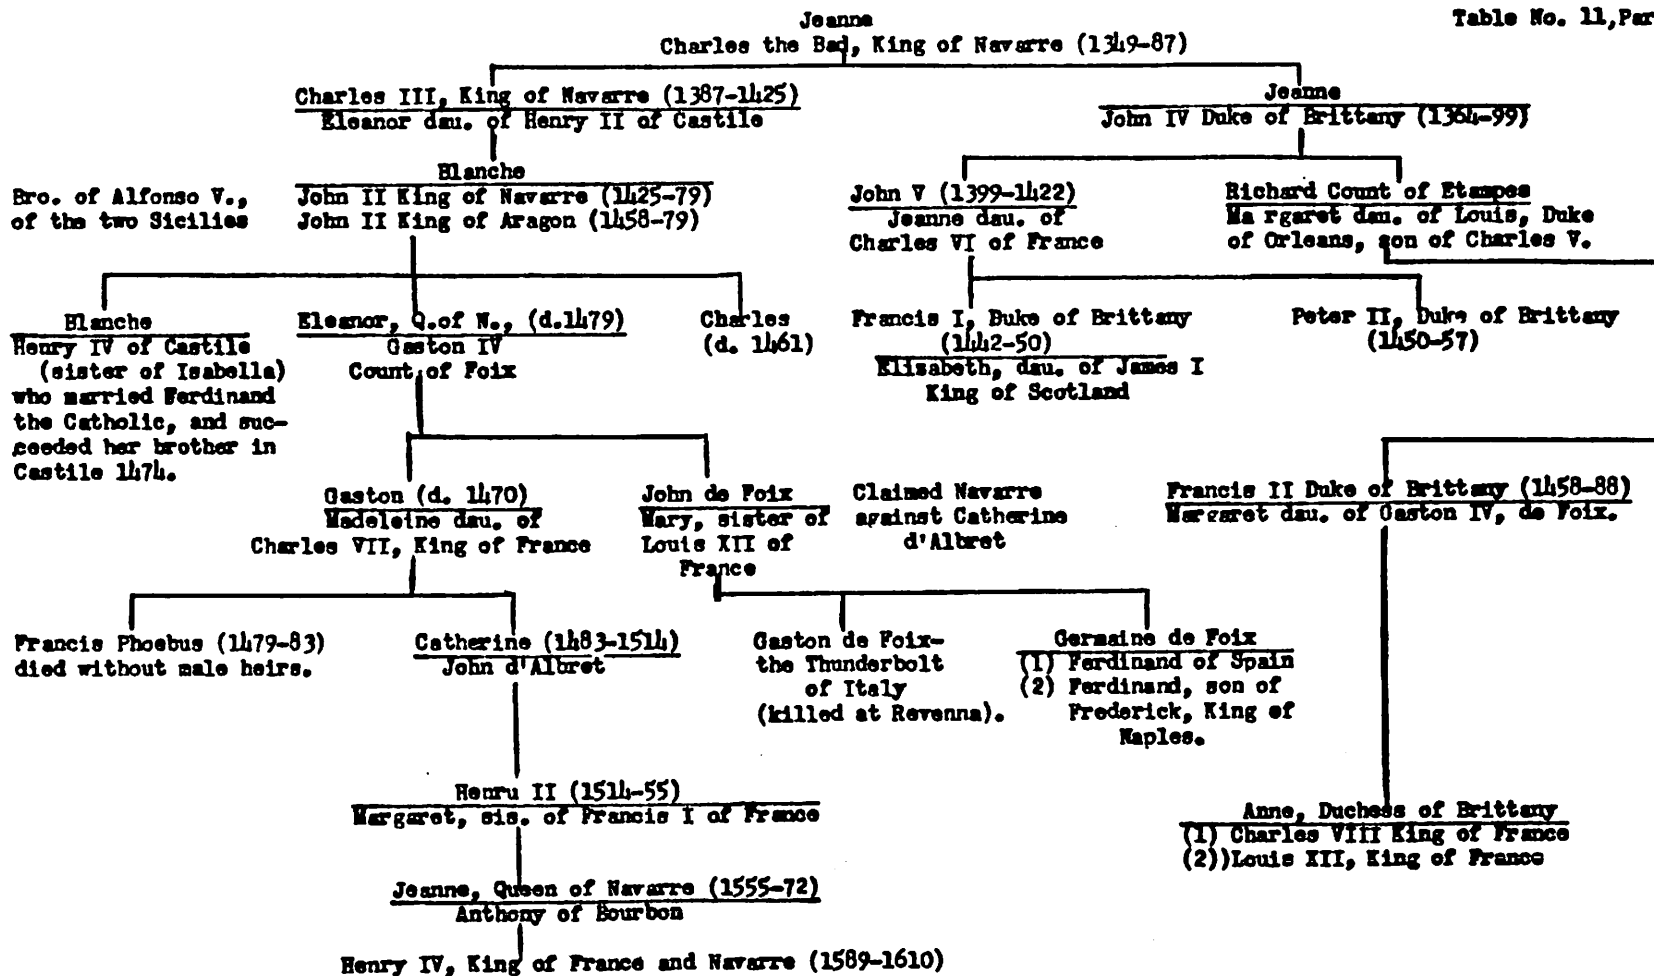 Jeanne
Table No. 11,Par
Charles the Bad, King of Navarre (1349-87)
Charles III, King of Navarre (1387-1425)
Eleanor dau. of Henry II of Castile
Jeanne
John IV Duke of Brittany (1364-99)
Bro. of Alfonso V.,
of the two Sicilies
Blanche
John II King of Navarre (1425-79)
John II King of Aragon (1458-79)
John V (1399-1422)
Jeanne dau. of
Charles VI of France
Richard Count of Etampes
Ma rgaret dau. of Louis, Duke
of Orleans, son of Charles V.
Blanche
Henry IV of Castile
(sister of Isabella)
who married Ferdinand
the Catholic, and suc-
ceeded her brother in
Castile 1474.
Eleanor, Q.of N., (d.1479)
Gaston IV
Count of Foix
Charles
(d. 1461)
Francis I, Duke of Brittany
(1442-50)
Elizabeth, dau. of James I
King of Scotland
Peter II, Duke of Brittany
(1450-57)
Gaston (d. 1470)
Madeleine dau. of
Charles VII, King of France
John de Foix
Mary, sister of
Louis XII of
France
Claimed Navarre
against Catherine
d'Albret
Francis II Duke of Brittany (1458-88)
Margaret dau. of Gaston IV, de Foix.
Francis Phoebus (1479-83)
died without male heirs.
Catherine (1483-1514)
John d'Albret
Gaston de Foix-
the Thunderbolt
of Italy
(killed at Revenna).
Germaine de Foix
(1) Ferdinand of Spain
(2) Ferdinand, son of
Frederick, King of
Naples.
Henru II (1514-55)
Margaret, sis. of Francis I of France
Anne, Duchess of Brittany
(1) Charles VIII King of France
(2))Louis XII, King of France
Jeanne, Queen of Navarre (1555-72)
Anthony of Bourbon
Henry IV, King of France and Navarre (1589-1610)